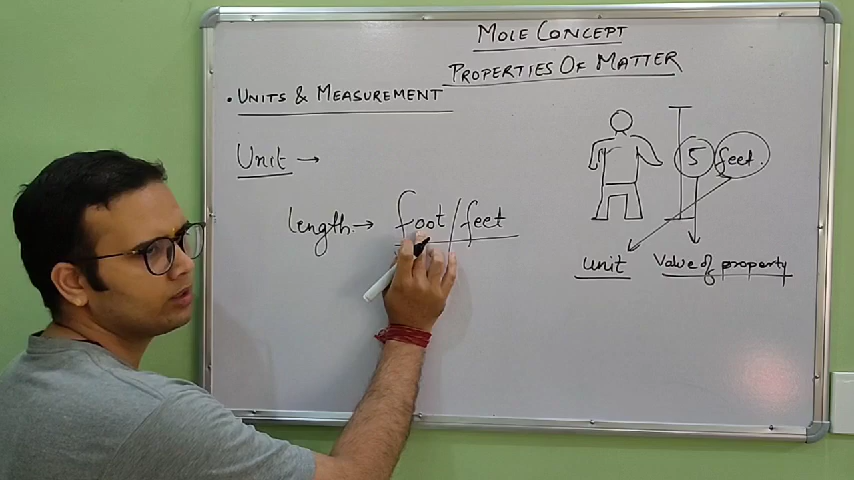 MOLE CONCEPT
PROPERTIES OF MATTER
• UNITS & MEASUREMENT
Unit →
length → foot/feet
5 feet.
unit
Value of property